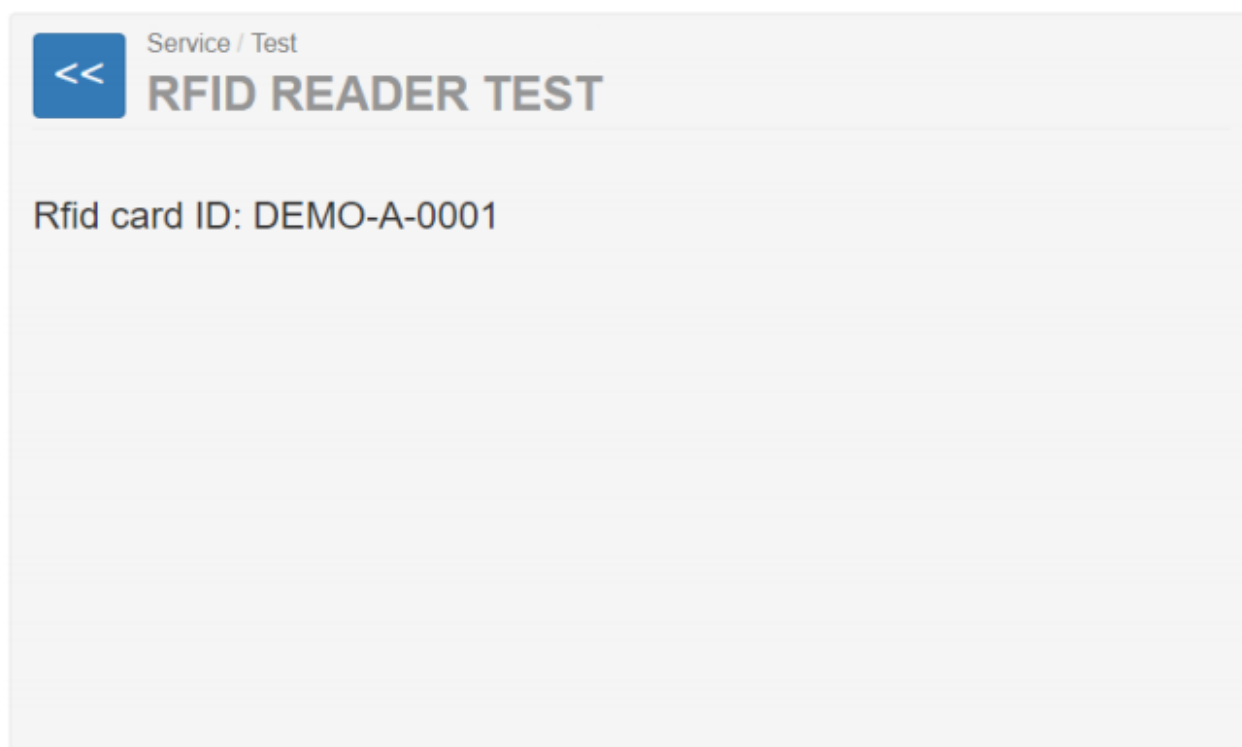 <<
Service / Test
RFID READER TEST
Rfid card ID: DEMO-A-0001